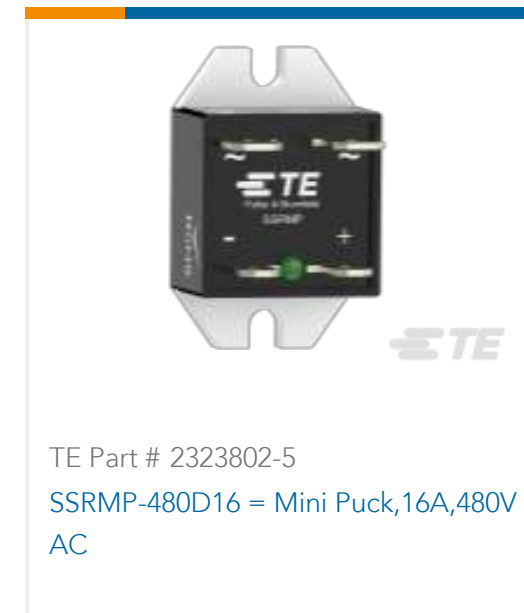 ~ ~
TE
SSRMP
- +
TE
TE Part # 2323802-5
SSRMP-480D16 = Mini Puck,16A,480V
AC